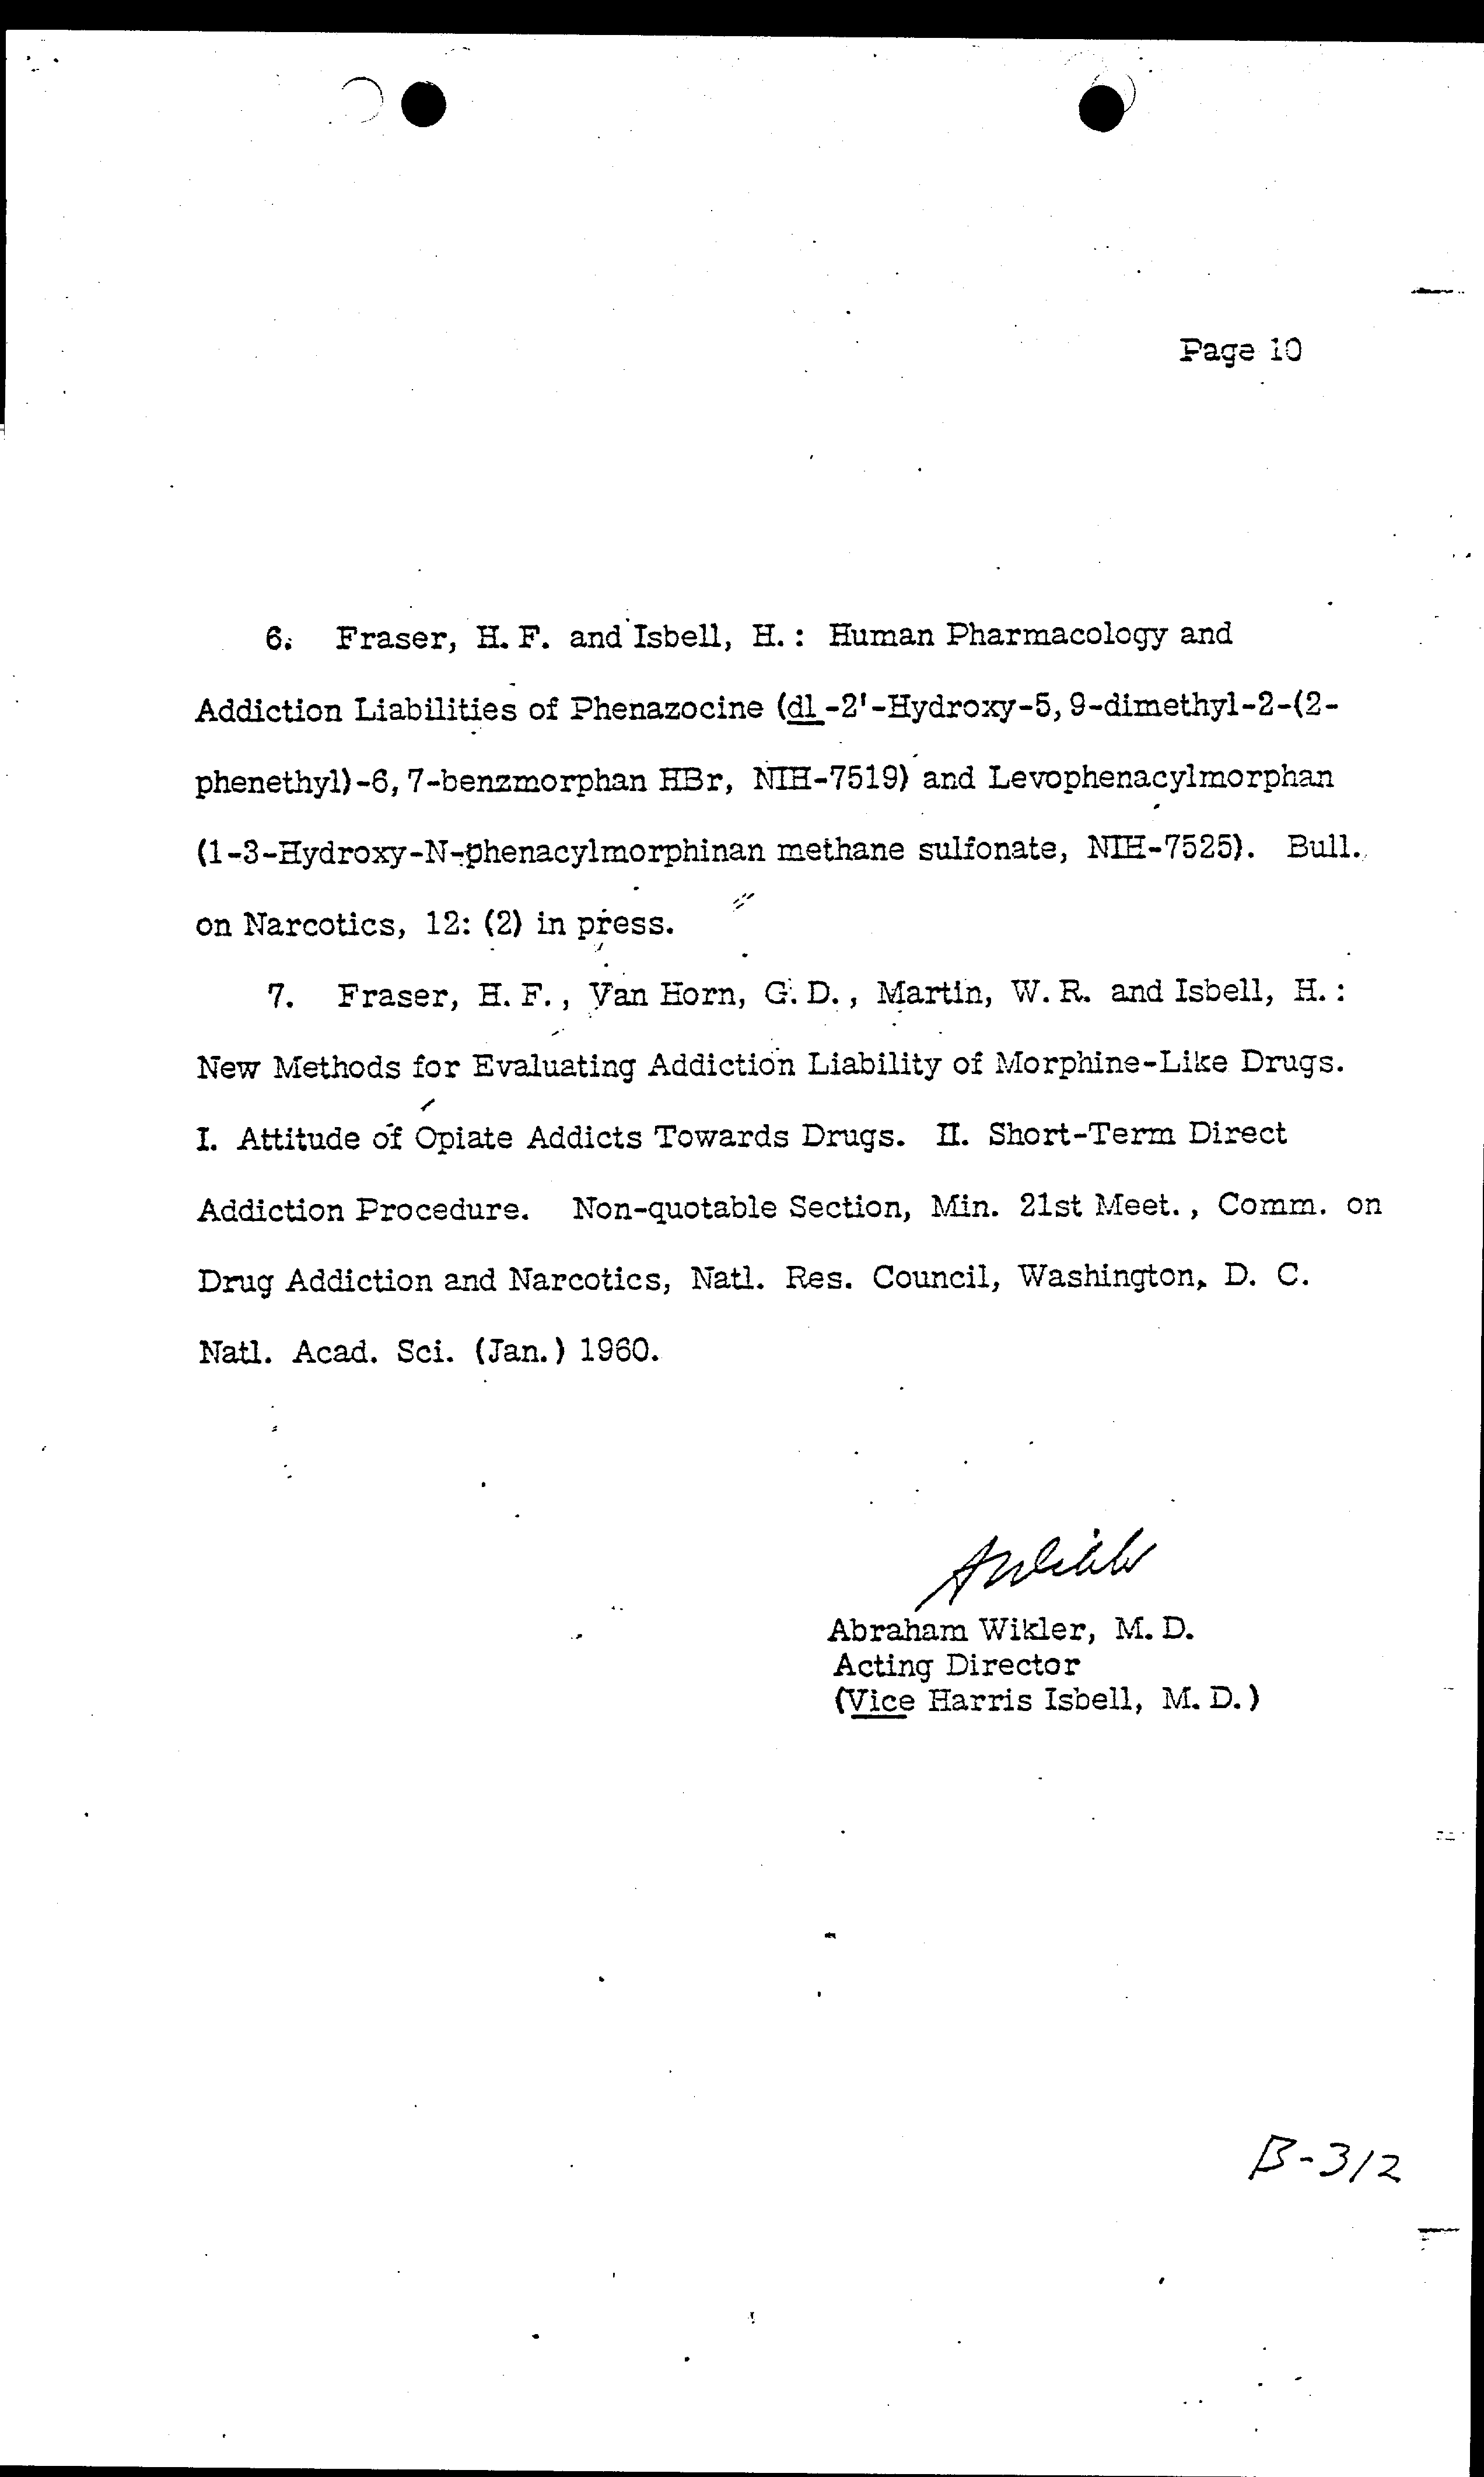 Page 10
6. Fraser, H. F. and Isbell, H. : Human Pharmacology and
Addiction Liabilities of Phenazocine (dl -2'-Hydroxy-5, 9-dimethyl-2-(2-
phenethyl)-6, 7-benzmorphan HBr, NIH-7519) and Levophenacylmorphan
(1-3-Hydroxy-N-phenacylmorphinan methane sulfonate, NIH-7525). Bull.
on Narcotics, 12: (2) in press.
7. Fraser, H. F., Van Horn, G. D., Martin, W. R. and Isbell, H. :
New Methods for Evaluating Addiction Liability of Morphine-Like Drugs.
I. Attitude of Opiate Addicts Towards Drugs. II. Short-Term Direct
Addiction Procedure. Non-quotable Section, Min. 21st Meet., Comm. on
Drug Addiction and Narcotics, Natl. Res. Council, Washington, D. C.
Natl. Acad. Sci. (Jan.) 1960.
AWikler
Abraham Wikler, M. D.
Acting Director
(Vice Harris Isbell, M. D.)
B-312